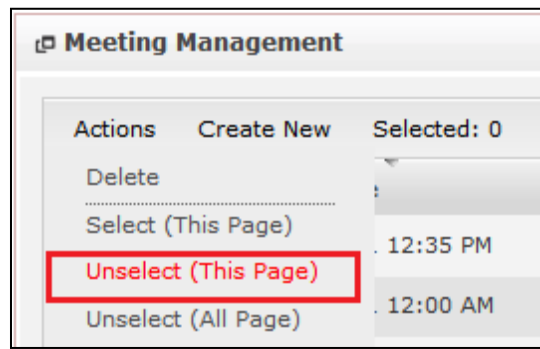 Meeting Management
Actions Create New Selected: 0
Delete
Select (This Page)
Unselect (This Page)
12:35 PM
Unselect (All Page)
12:00 AM